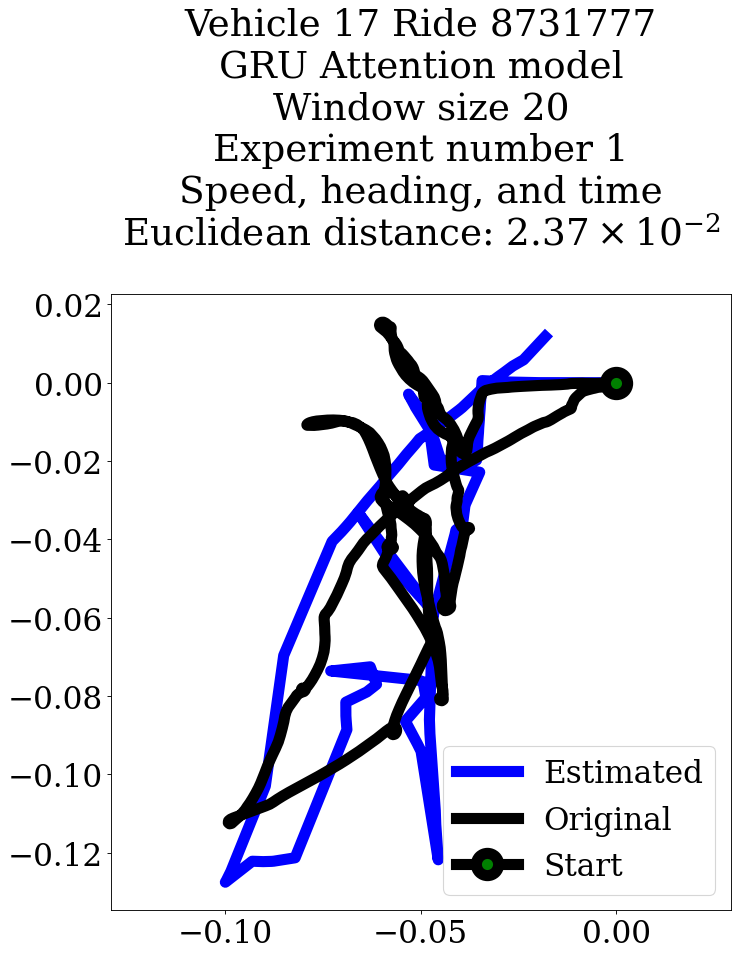 Vehicle 17 Ride 8731777
GRU Attention model
Window size 20
Experiment number 1
Speed, heading, and time
Euclidean distance: 2.37 × 10⁻²
0.02
0.00
−0.02
−0.04
−0.06
−0.08
−0.10
−0.12
Estimated
Original
Start
−0.10 −0.05 0.00